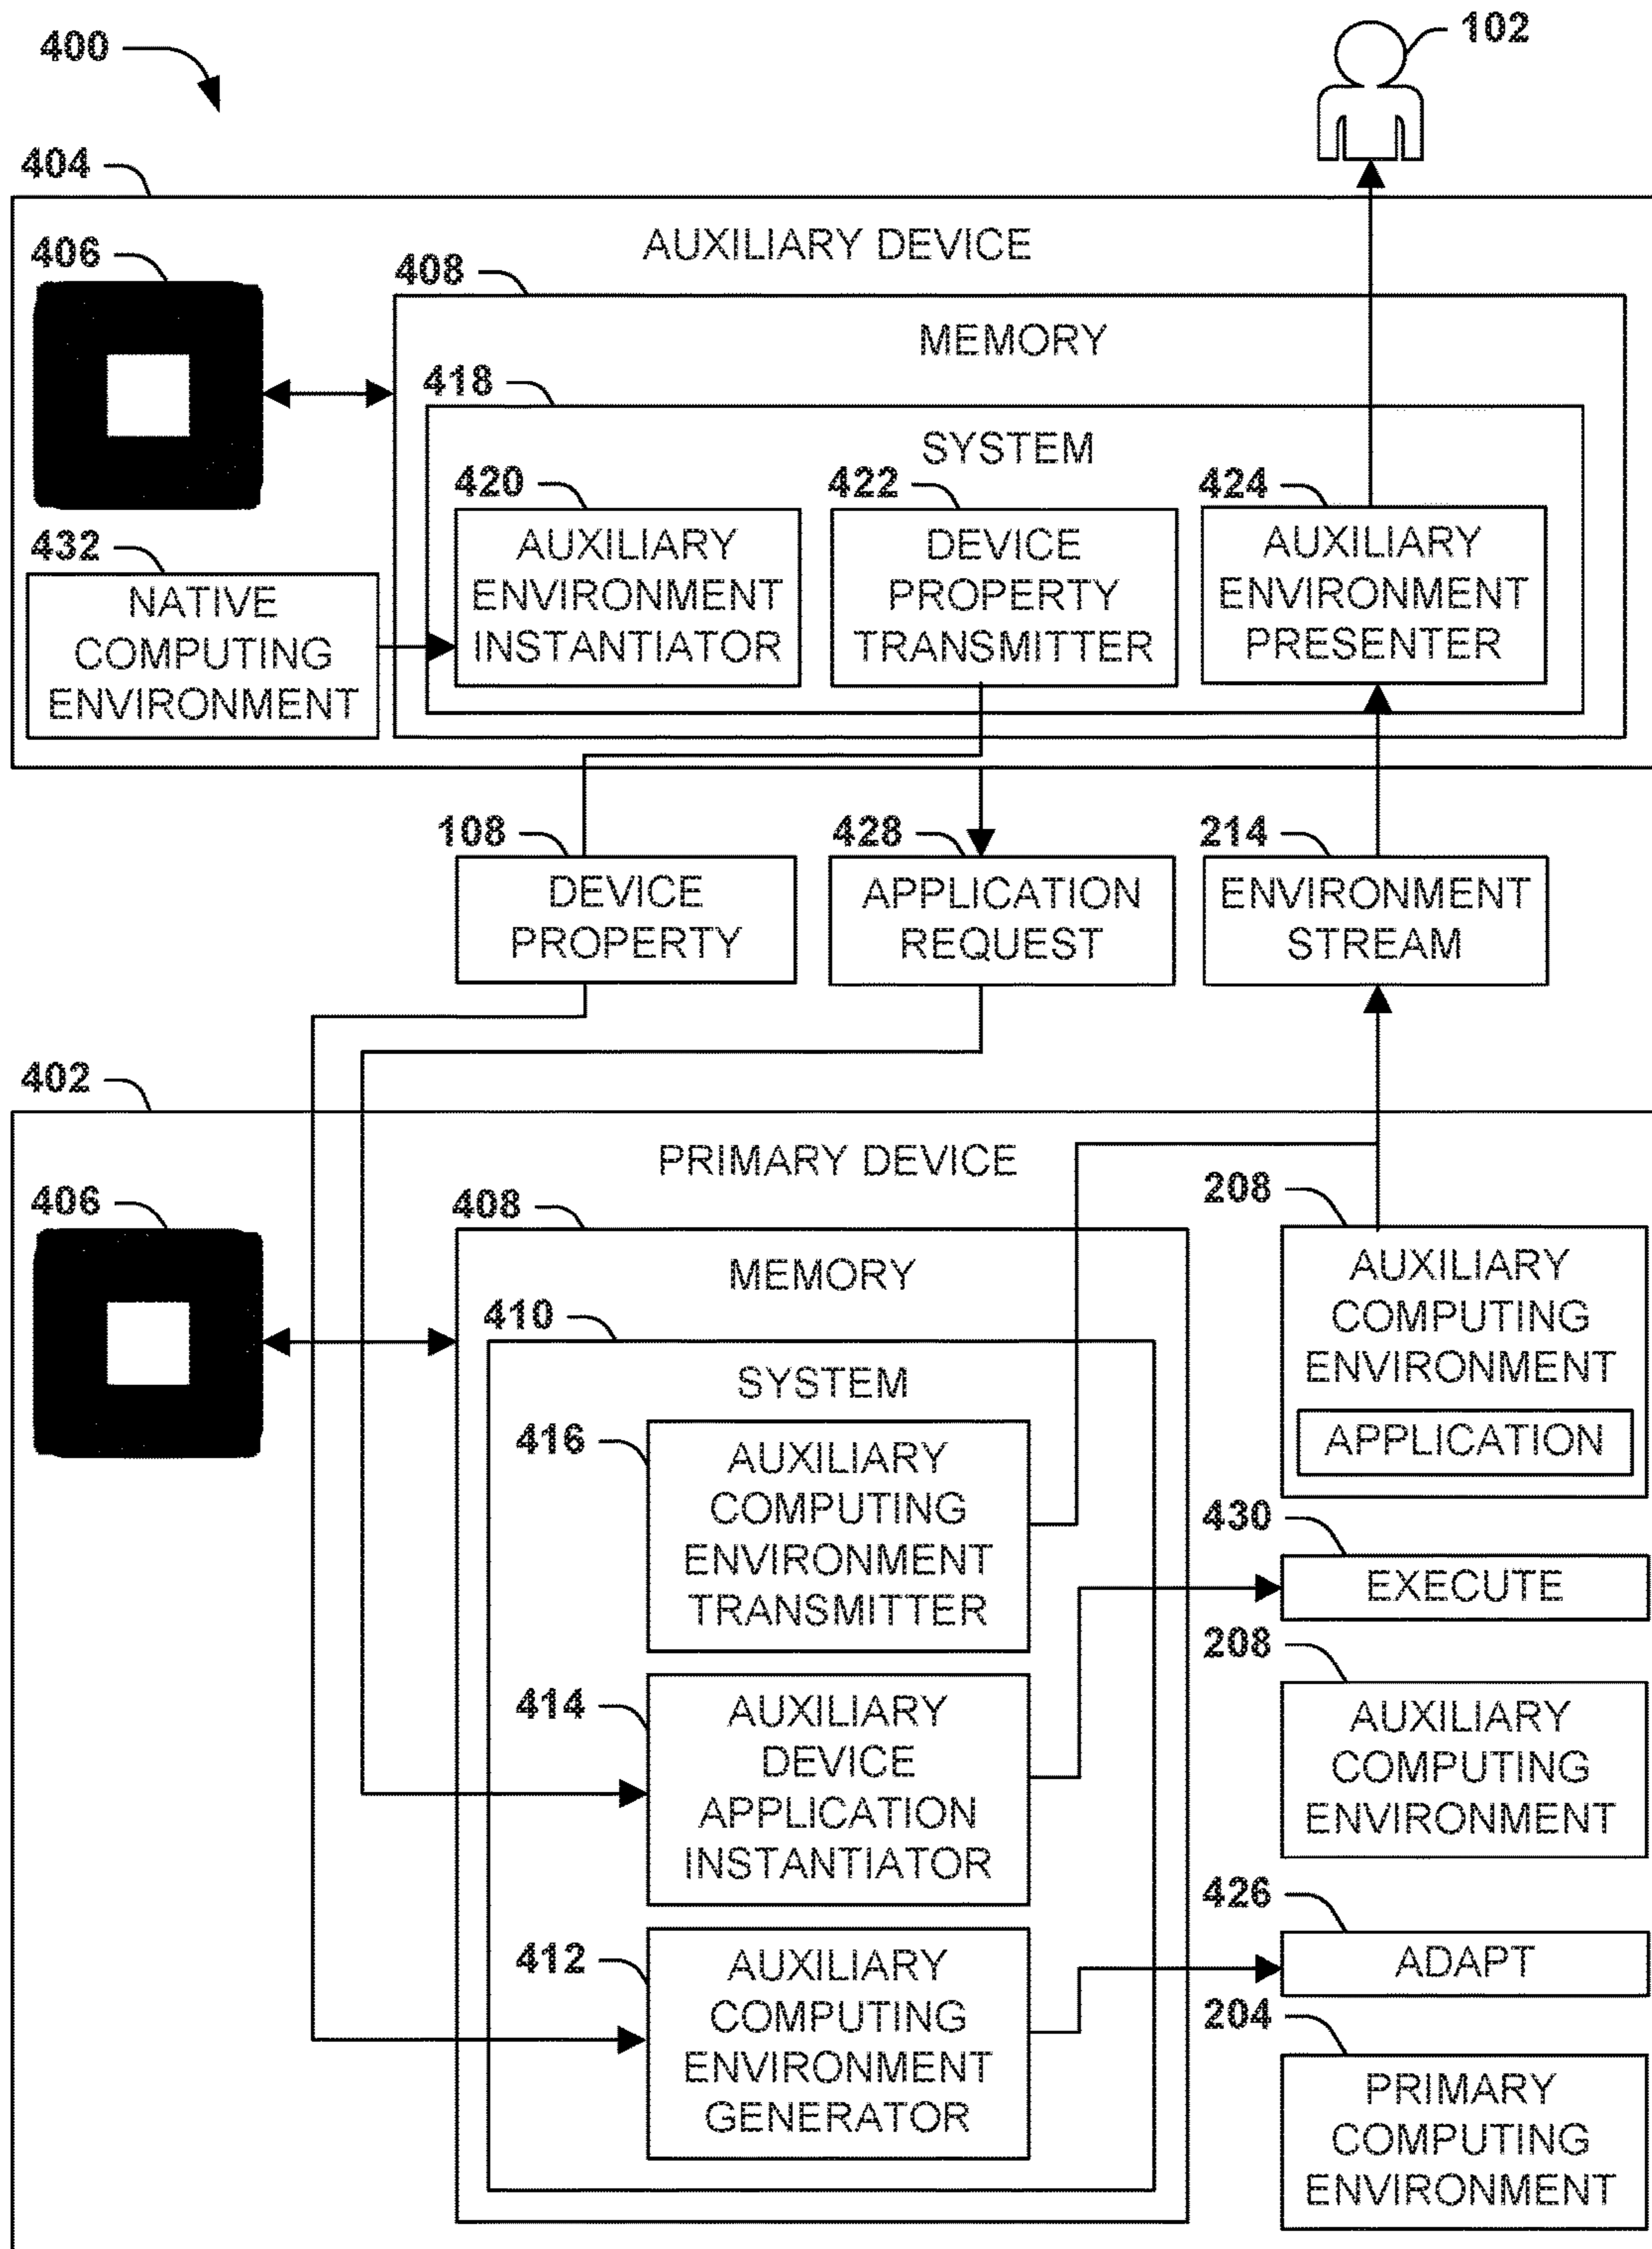 400
102
404
AUXILIARY DEVICE
406
408
MEMORY
418
SYSTEM
420
AUXILIARY
ENVIRONMENT
INSTANTIATOR
422
DEVICE
PROPERTY
TRANSMITTER
424
AUXILIARY
ENVIRONMENT
PRESENTER
432
NATIVE
COMPUTING
ENVIRONMENT
108
DEVICE
PROPERTY
428
APPLICATION
REQUEST
214
ENVIRONMENT
STREAM
402
PRIMARY DEVICE
406
408
MEMORY
410
SYSTEM
416
AUXILIARY
COMPUTING
ENVIRONMENT
TRANSMITTER
414
AUXILIARY
DEVICE
APPLICATION
INSTANTIATOR
412
AUXILIARY
COMPUTING
ENVIRONMENT
GENERATOR
208
AUXILIARY
COMPUTING
ENVIRONMENT
APPLICATION
430
EXECUTE
208
AUXILIARY
COMPUTING
ENVIRONMENT
426
ADAPT
204
PRIMARY
COMPUTING
ENVIRONMENT